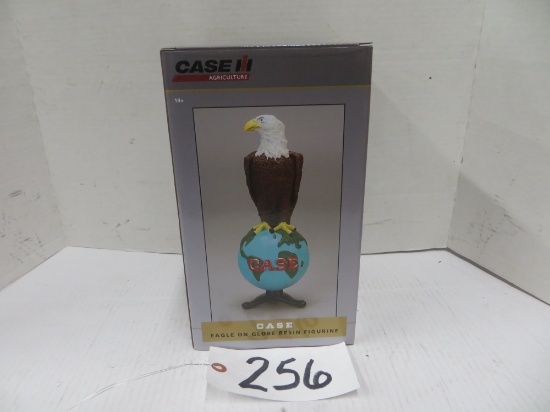 CASE IH
AGRICULTURE
14+
CASE
CASE
EAGLE ON GLOBE RESIN FIGURINE
256